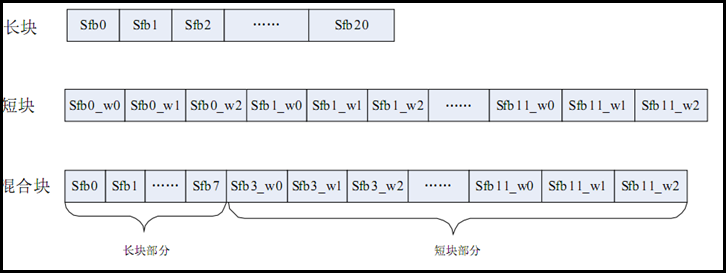 长块 Sfb0 Sfb1 Sfb2 …… Sfb20
短块 Sfb0_w0 Sfb0_w1 Sfb0_w2 Sfb1_w0 Sfb1_w1 Sfb1_w2 …… Sfb11_w0 Sfb11_w1 Sfb11_w2
混合块 Sfb0 Sfb1 …… Sfb7 Sfb3_w0 Sfb3_w1 Sfb3_w2 …… Sfb11_w0 Sfb11_w1 Sfb11_w2
长块部分 短块部分